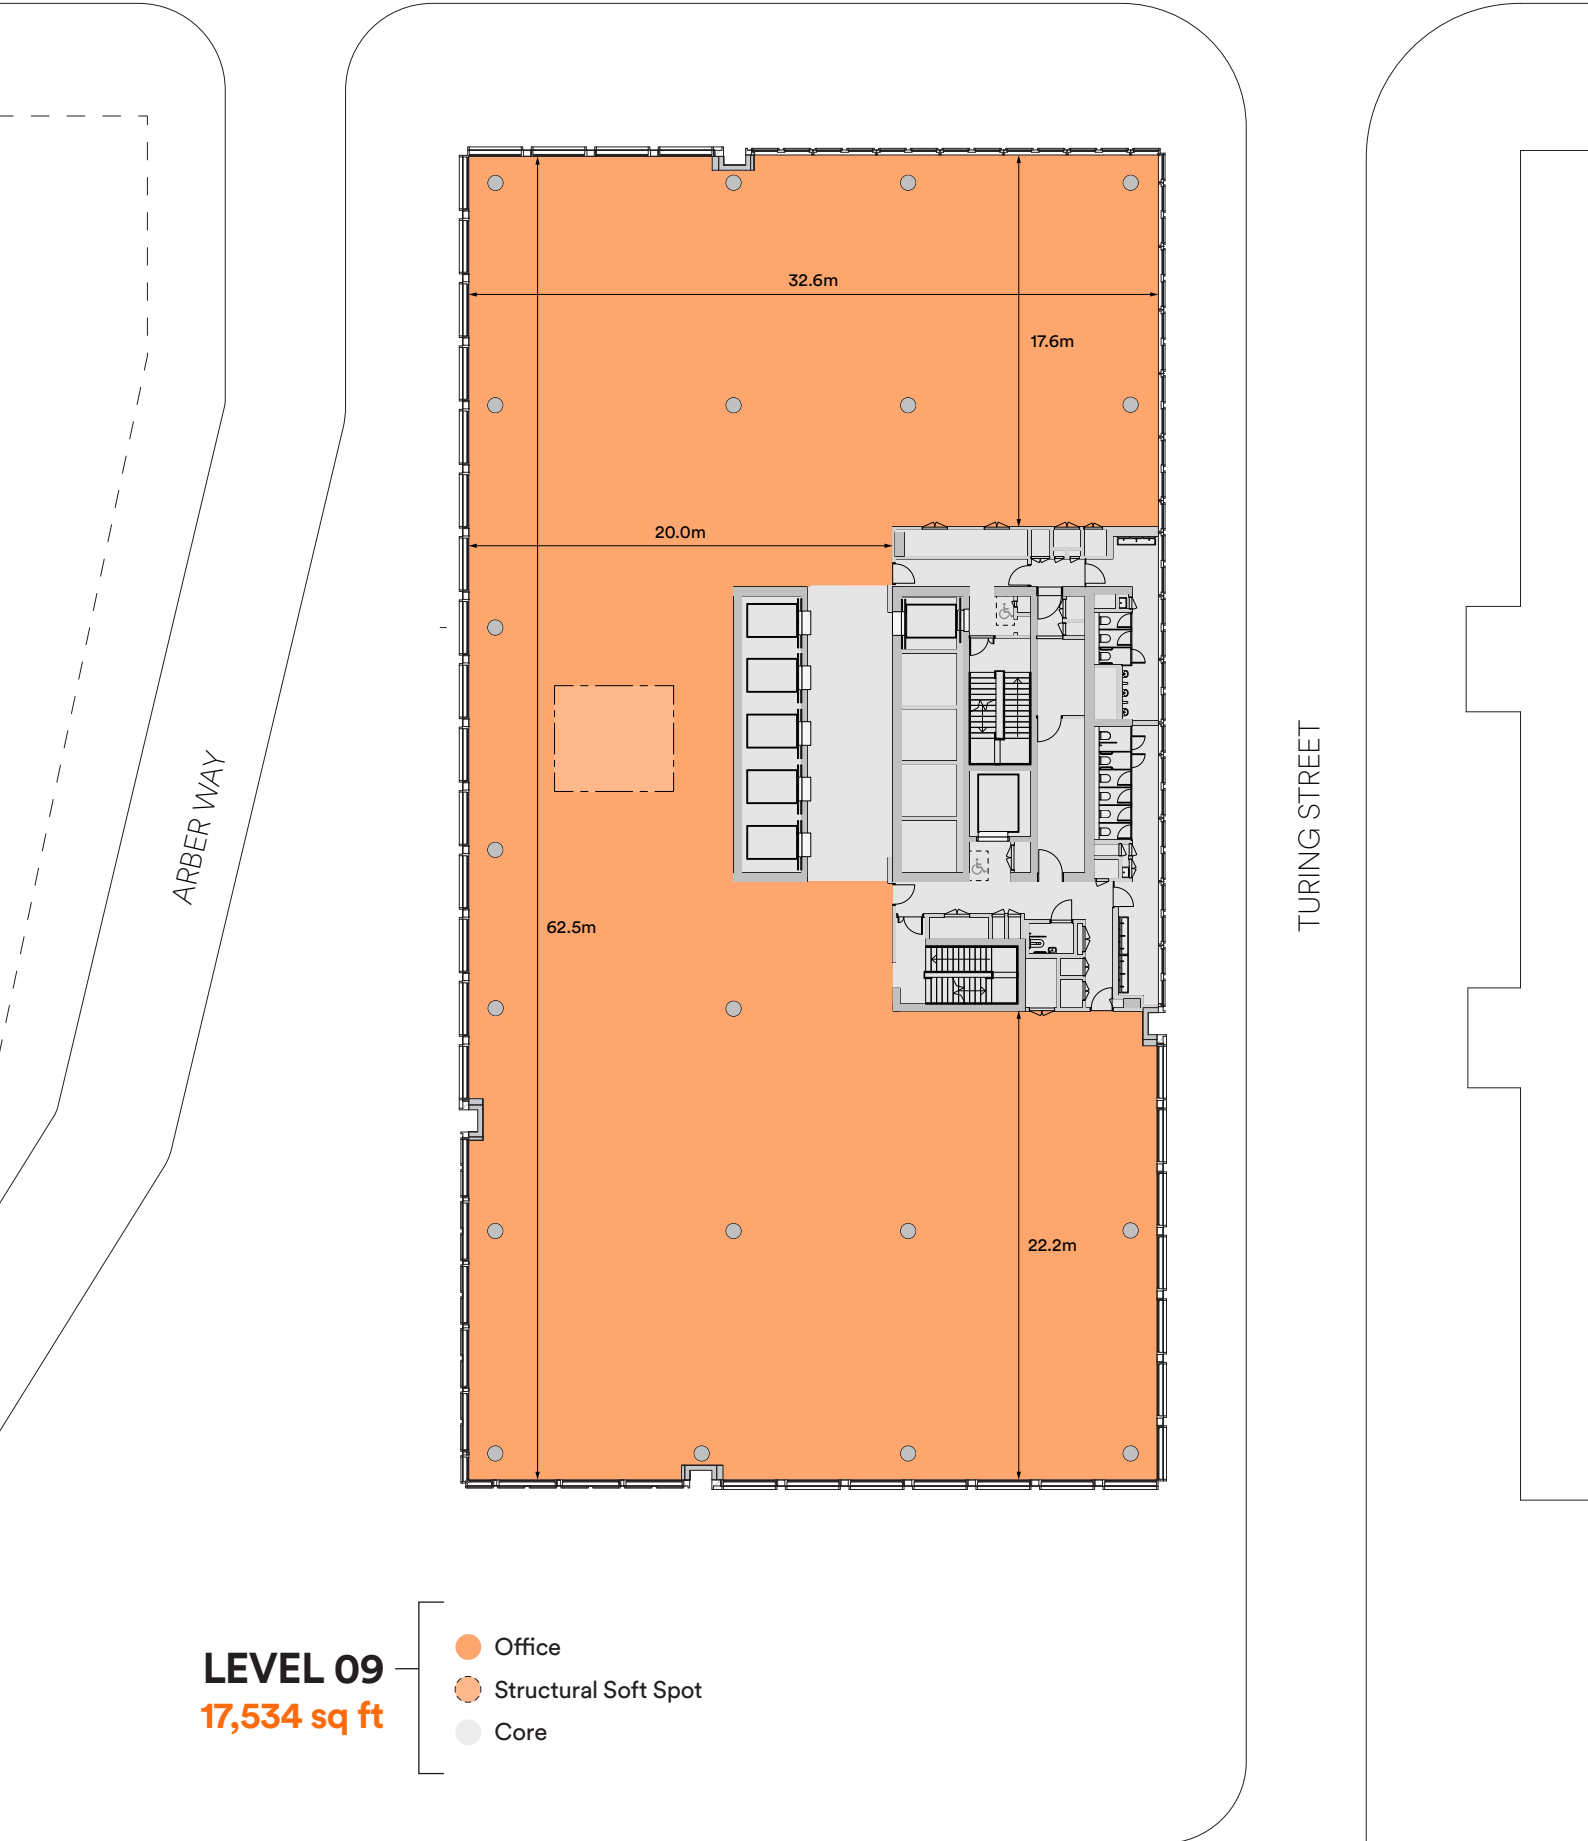 32.6m
17.6m
20.0m
ARBER WAY
TURING STREET
62.5m
22.2m
LEVEL 09
17,534 sq ft
Office
Structural Soft Spot
Core